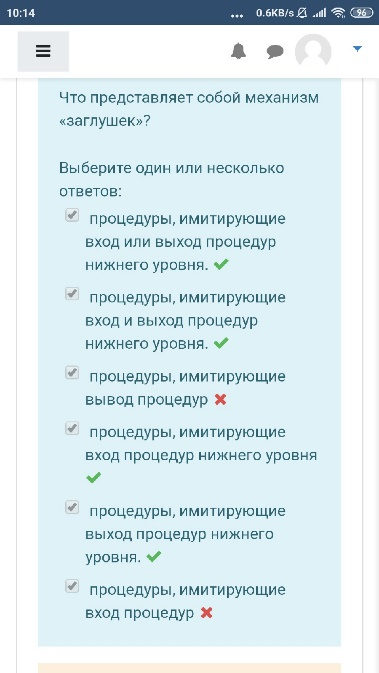 10:14
... 0.6KB/s 96
Что представляет собой механизм
«заглушек»?
Выберите один или несколько
ответов:
процедуры, имитирующие
вход или выход процедур
нижнего уровня.
процедуры, имитирующие
вход и выход процедур
нижнего уровня.
процедуры, имитирующие
вывод процедур
процедуры, имитирующие
вход процедур нижнего уровня
процедуры, имитирующие
выход процедур нижнего
уровня.
процедуры, имитирующие
вход процедур